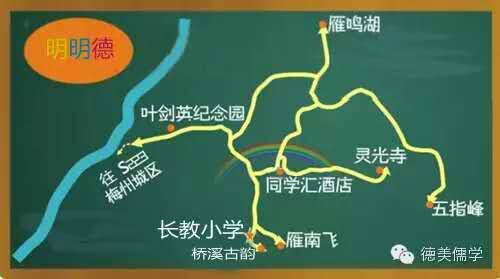 明明德
雁鸣湖
叶剑英纪念园
往 S223
梅州城区
灵光寺
同学汇酒店
五指峰
长教小学
雁南飞
桥溪古韵
德美儒学